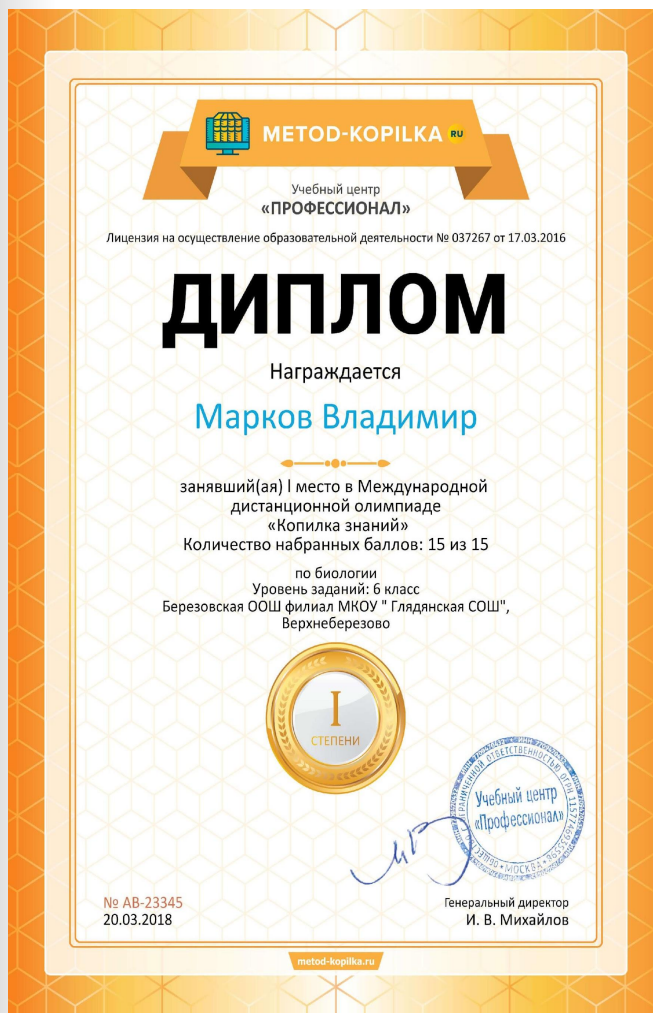 METOD-KOPILKA RU
Учебный центр
«ПРОФЕССИОНАЛ»
Лицензия на осуществление образовательной деятельности № 037267 от 17.03.2016
ДИПЛОМ
Награждается
Марков Владимир
занявший(ая) I место в Международной
дистанционной олимпиаде
«Копилка знаний»
Количество набранных баллов: 15 из 15
по биологии
Уровень заданий: 6 класс
Березовская ООШ филиал МКОУ " Глядянская СОШ",
Верхнеберезово
I
СТЕПЕНИ
Учебный центр
«Профессионал»
МОСКВА
№ АВ-23345
20.03.2018
Генеральный директор
И. В. Михайлов
metod-kopilka.ru